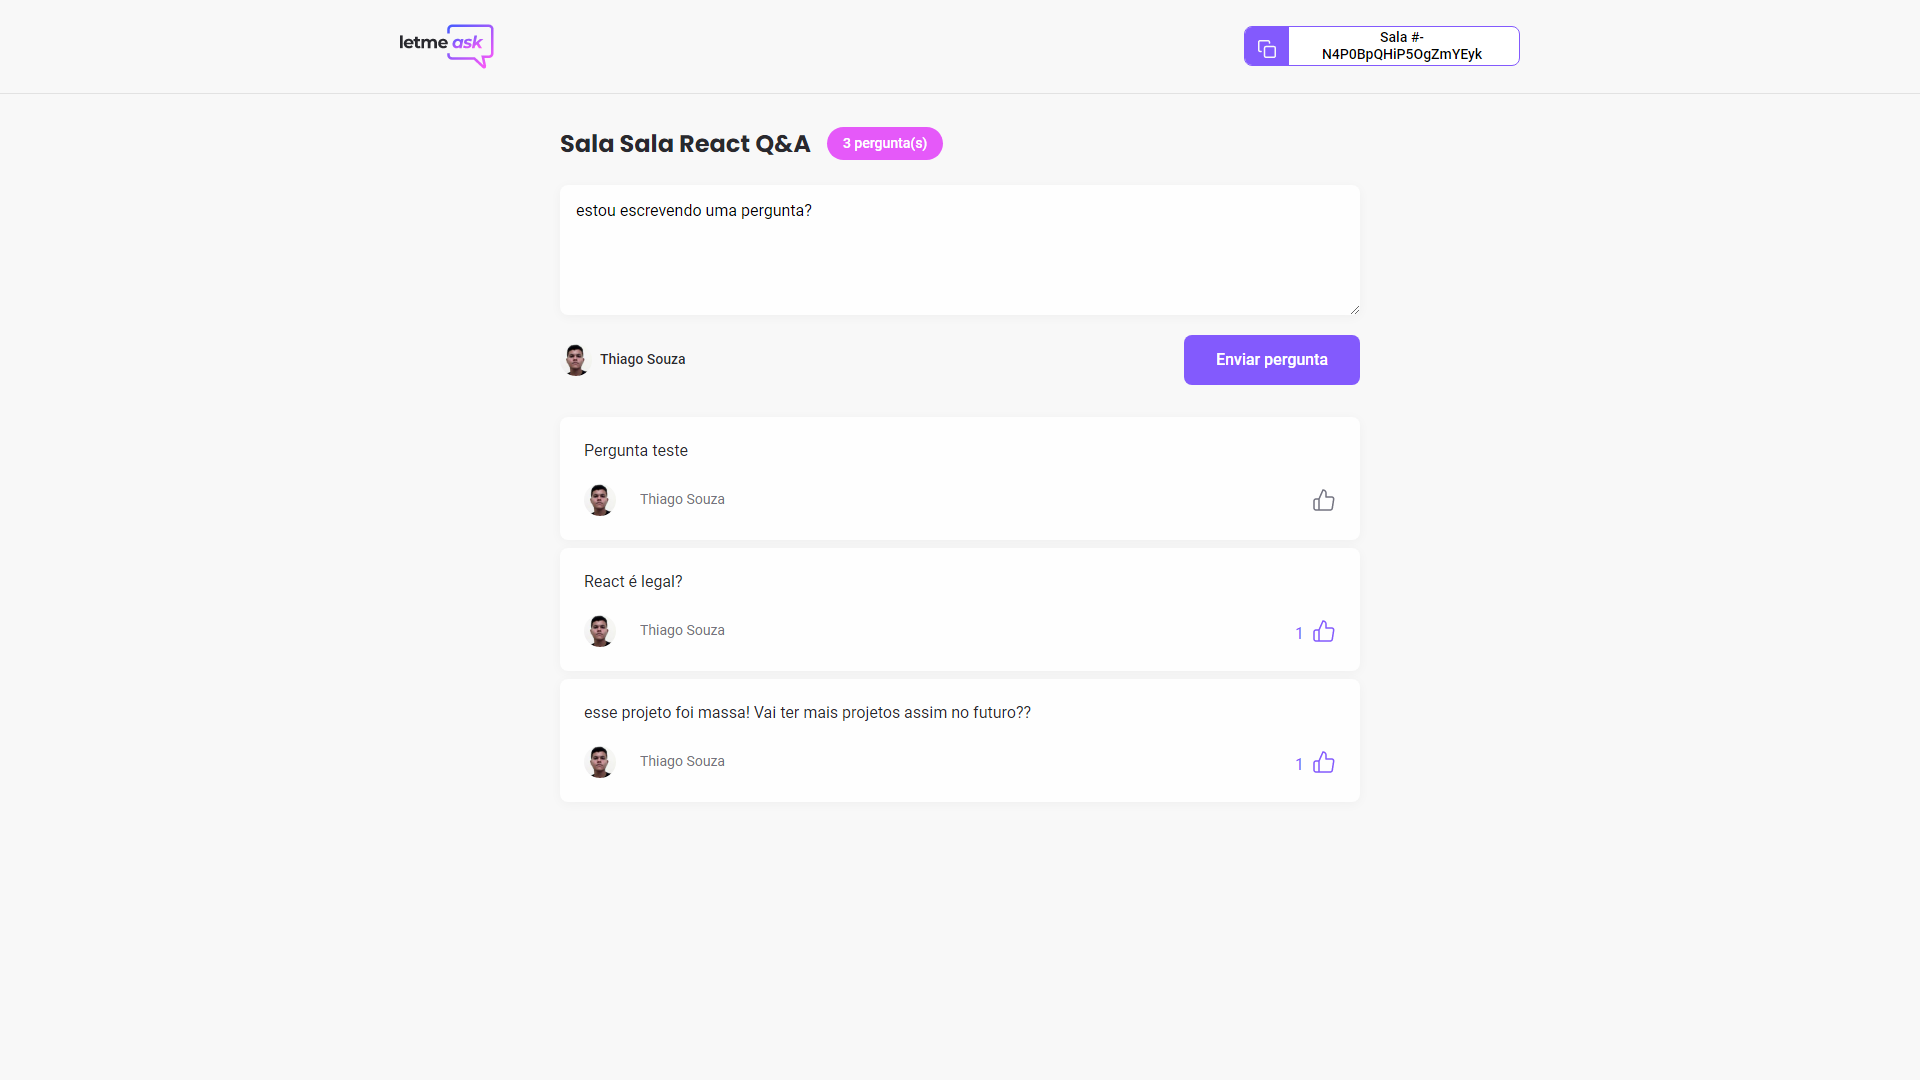 letme ask
Sala #-
N4P0BpQHiP5OgZmYEyk
Sala Sala React Q&A
3 pergunta(s)
estou escrevendo uma pergunta?
Thiago Souza
Enviar pergunta
Pergunta teste
Thiago Souza
React é legal?
Thiago Souza
1
esse projeto foi massa! Vai ter mais projetos assim no futuro??
Thiago Souza
1